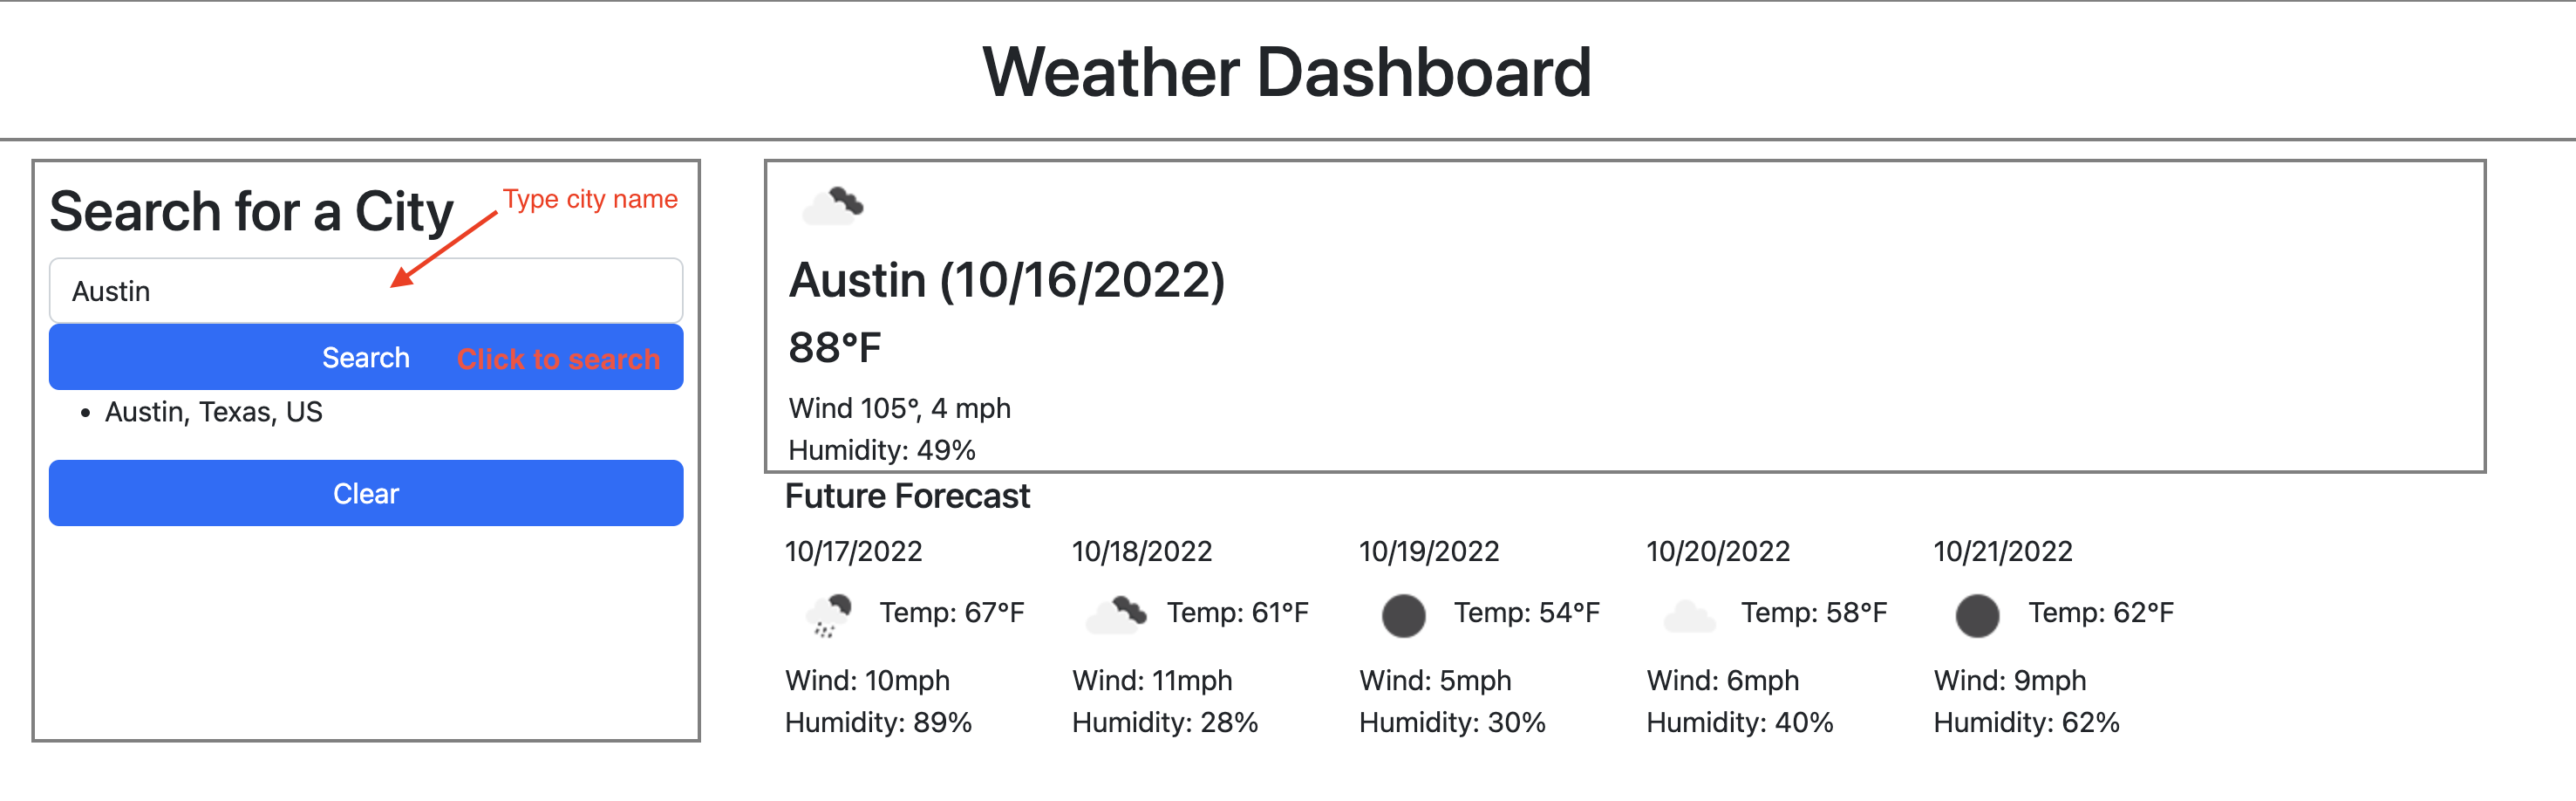 Weather Dashboard
Search for a City
Type city name
Austin
Search
Click to search
• Austin, Texas, US
Clear
Austin (10/16/2022)
88°F
Wind 105°, 4 mph
Humidity: 49%
Future Forecast
10/17/2022
Temp: 67°F
Wind: 10mph
Humidity: 89%
10/18/2022
Temp: 61°F
Wind: 11mph
Humidity: 28%
10/19/2022
Temp: 54°F
Wind: 5mph
Humidity: 30%
10/20/2022
Temp: 58°F
Wind: 6mph
Humidity: 40%
10/21/2022
Temp: 62°F
Wind: 9mph
Humidity: 62%